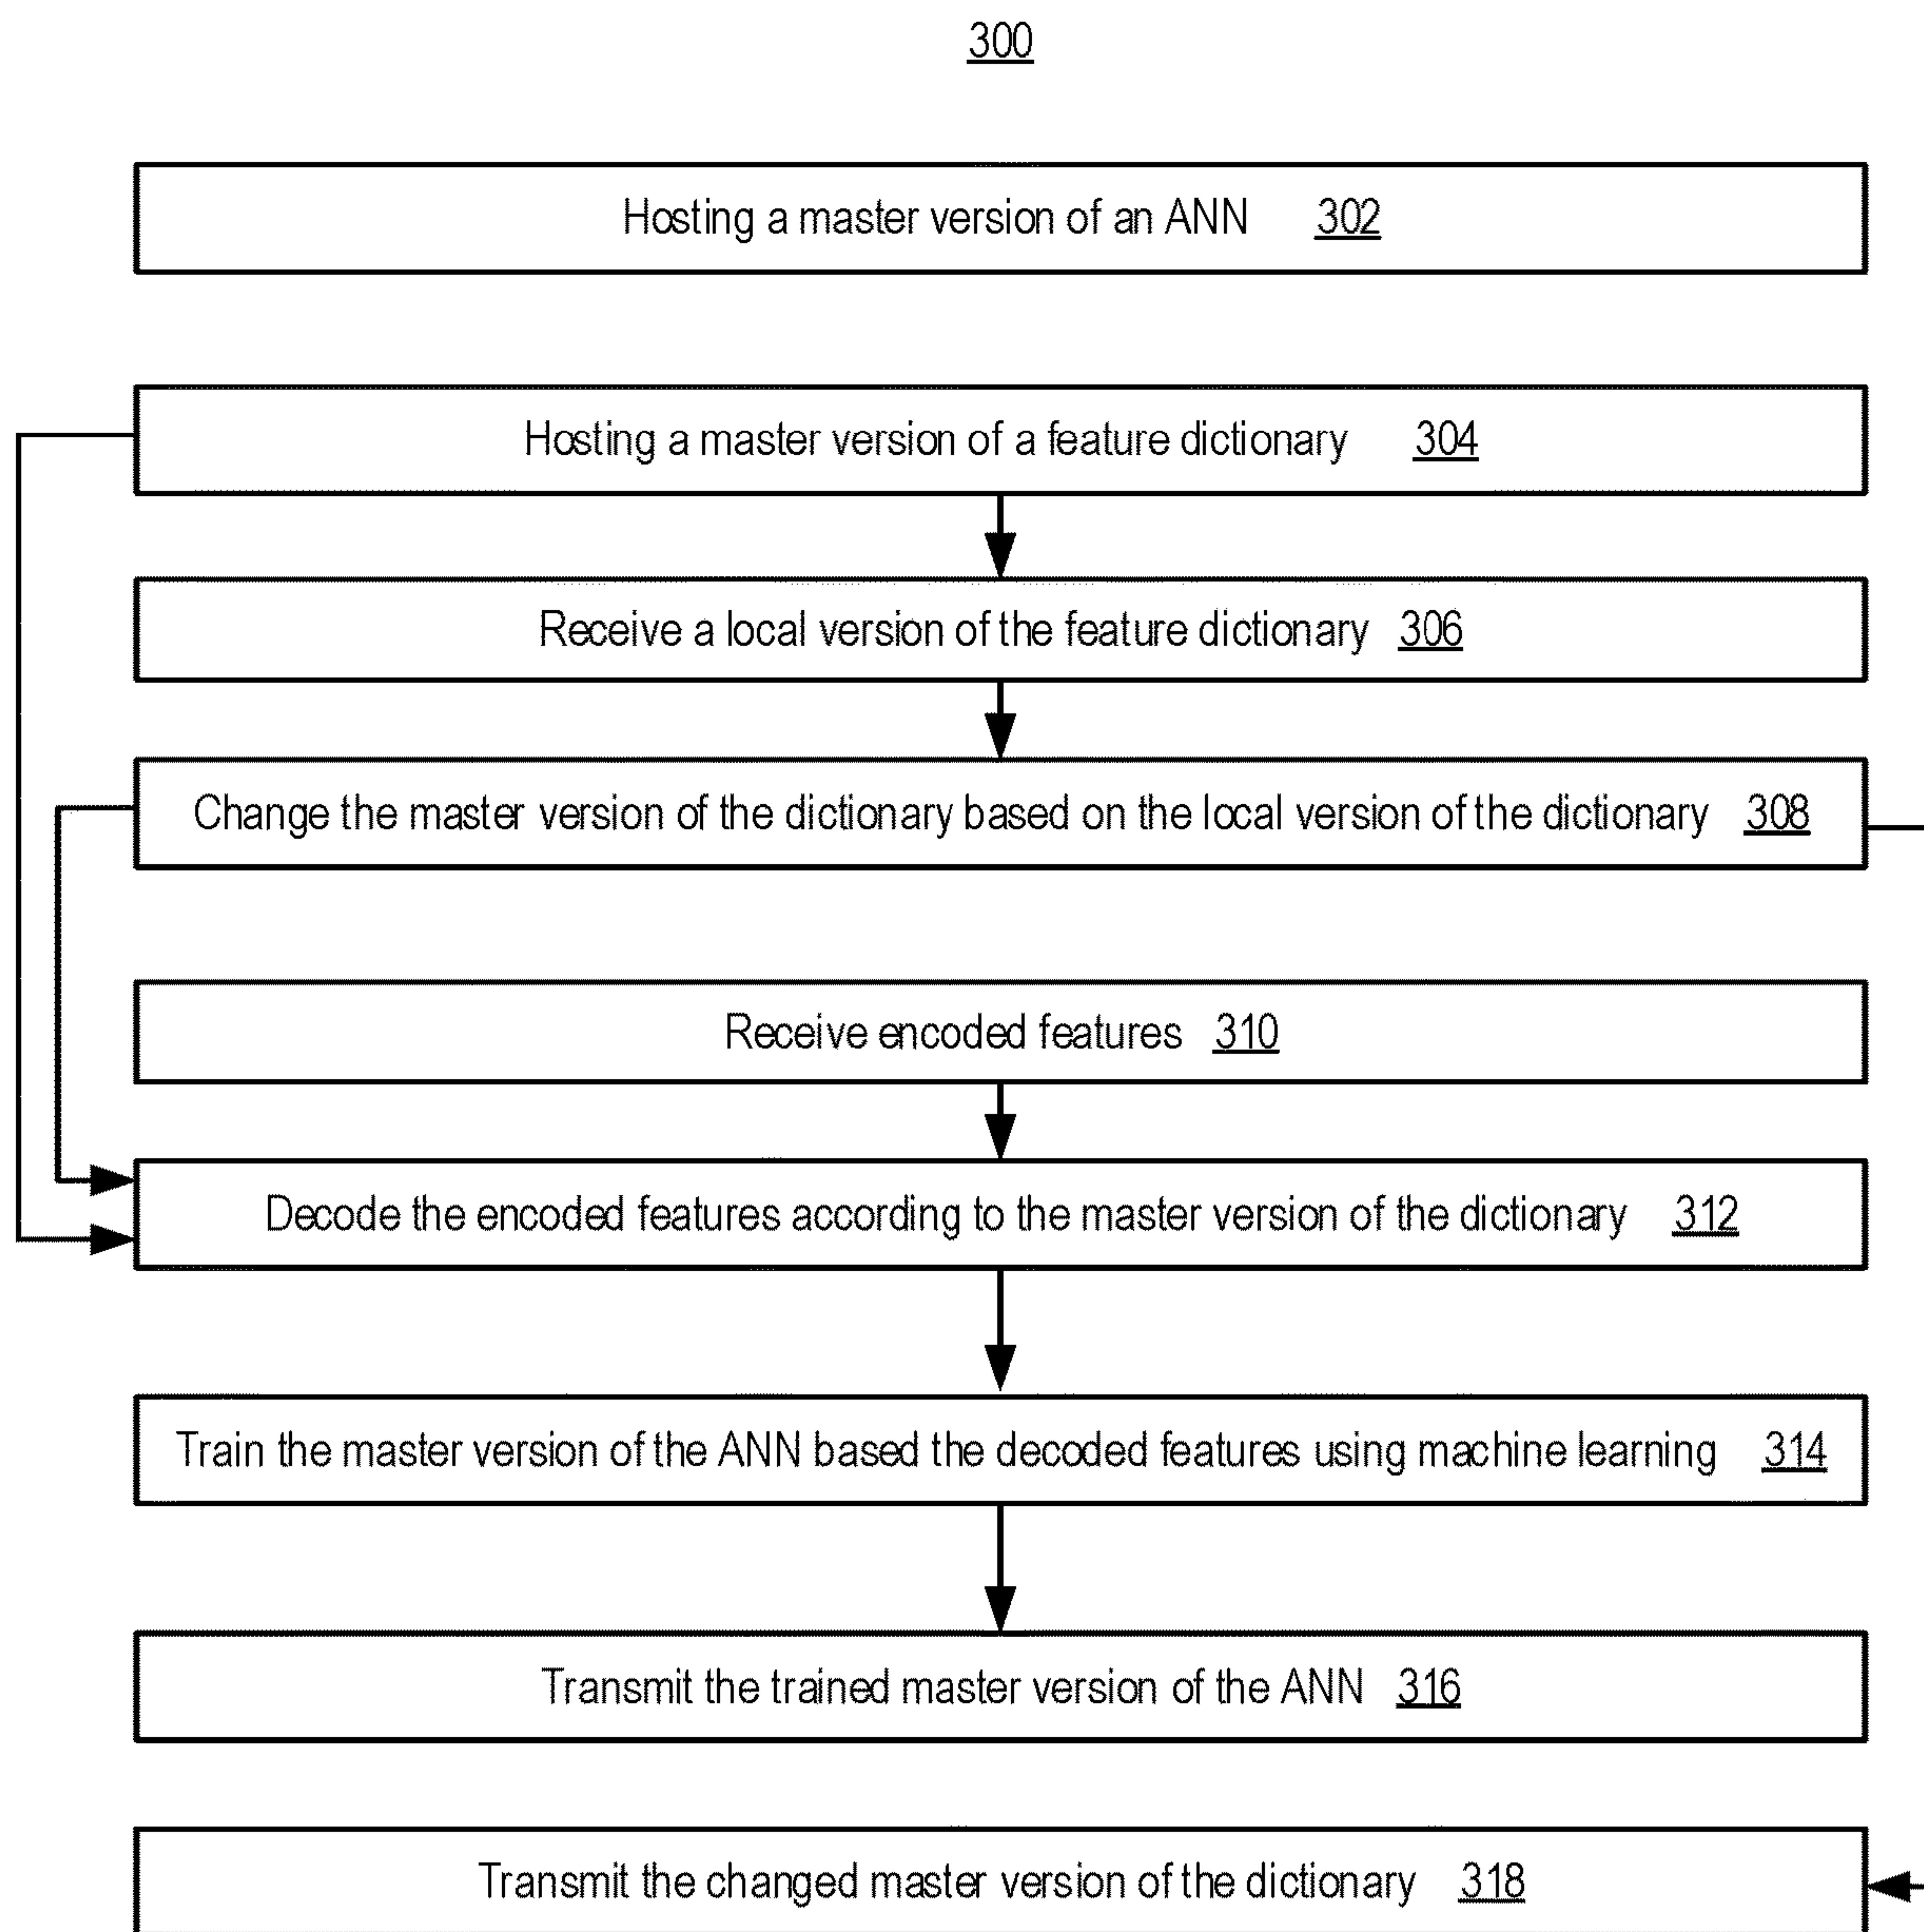 300
Hosting a master version of an ANN 302
Hosting a master version of a feature dictionary 304
Receive a local version of the feature dictionary 306
Change the master version of the dictionary based on the local version of the dictionary 308
Receive encoded features 310
Decode the encoded features according to the master version of the dictionary 312
Train the master version of the ANN based the decoded features using machine learning 314
Transmit the trained master version of the ANN 316
Transmit the changed master version of the dictionary 318